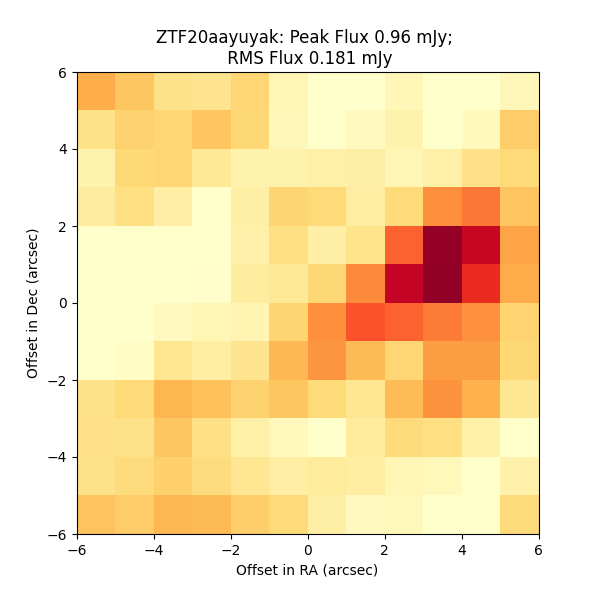 ZTF20aayuyak: Peak Flux 0.96 mJy;
RMS Flux 0.181 mJy
6
4
2
0
−2
−4
−6
Offset in Dec (arcsec)
−6 −4 −2 0 2 4 6
Offset in RA (arcsec)